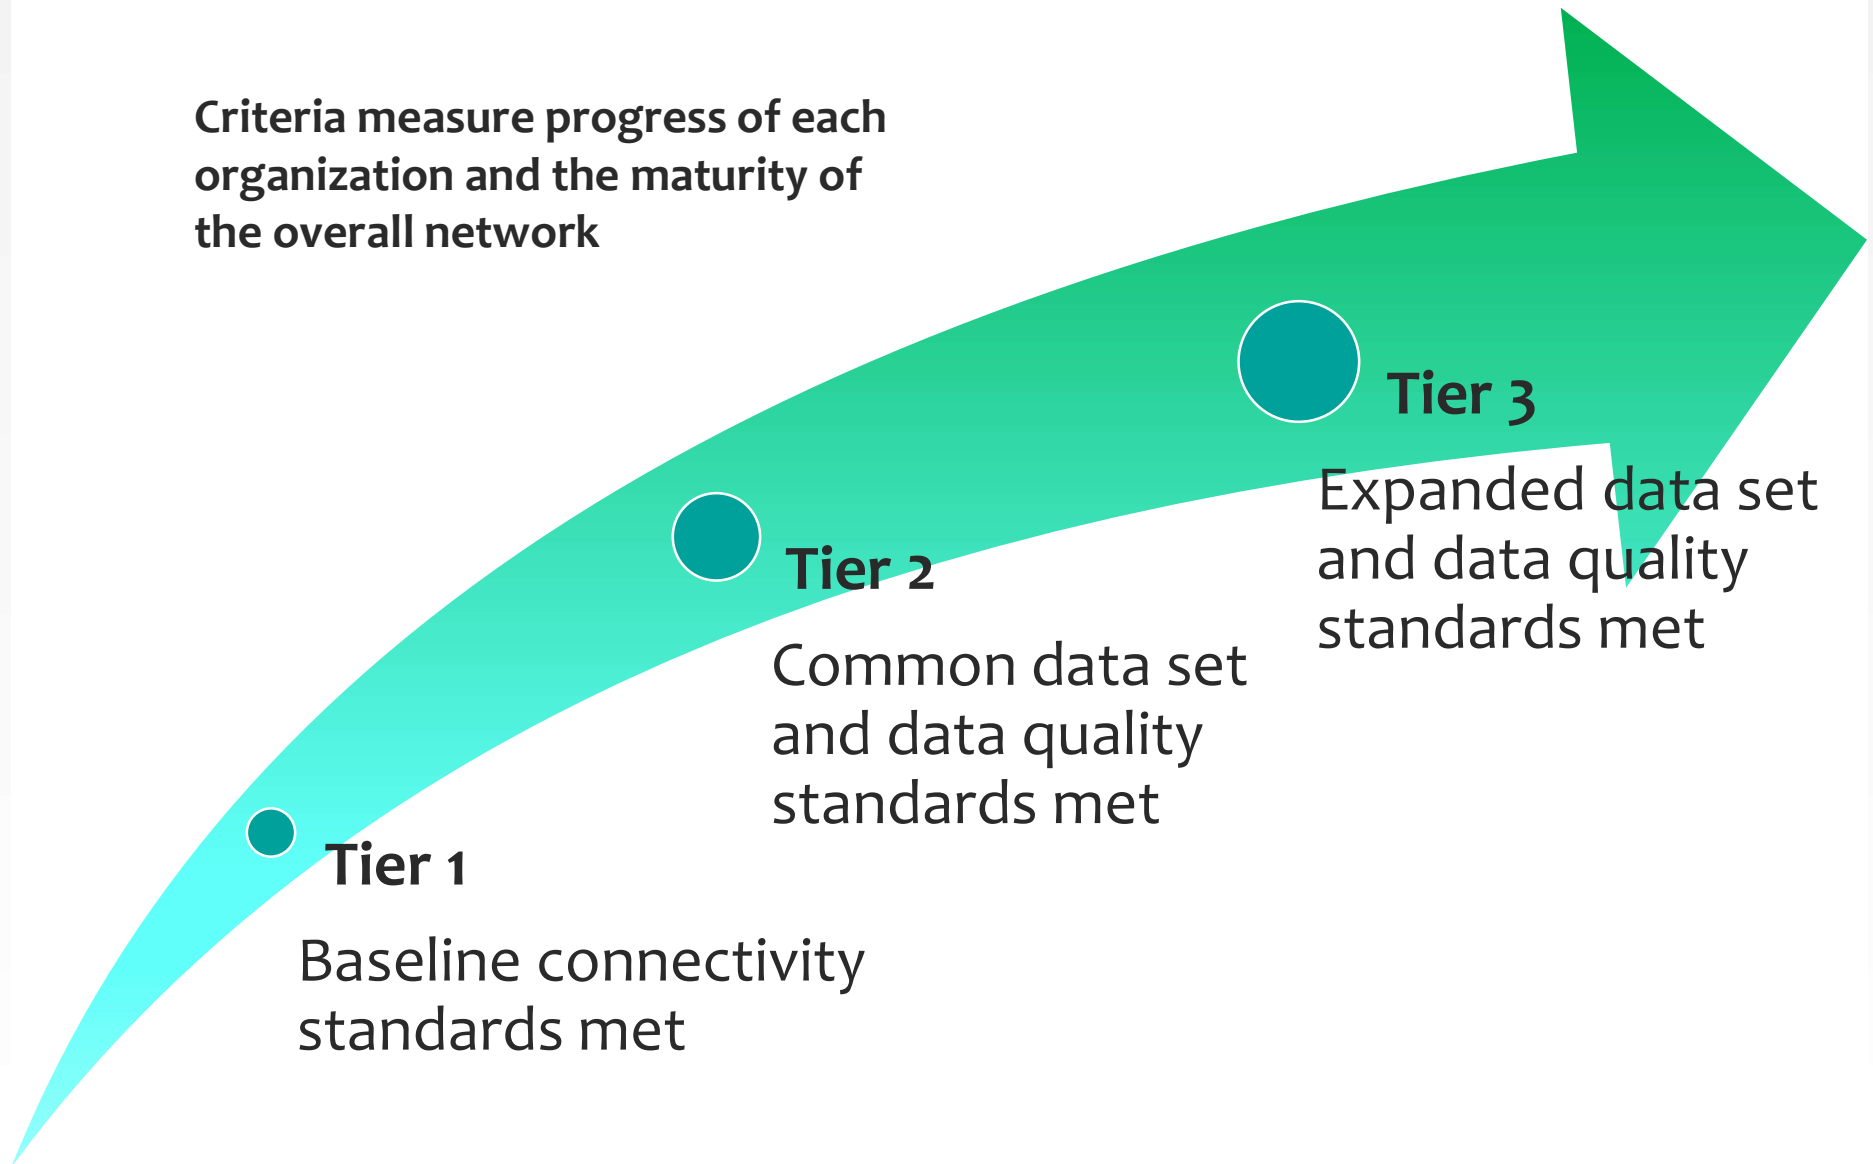 Criteria measure progress of each
organization and the maturity of
the overall network
Tier 3
Expanded data set
and data quality
standards met
Tier 2
Common data set
and data quality
standards met
Tier 1
Baseline connectivity
standards met